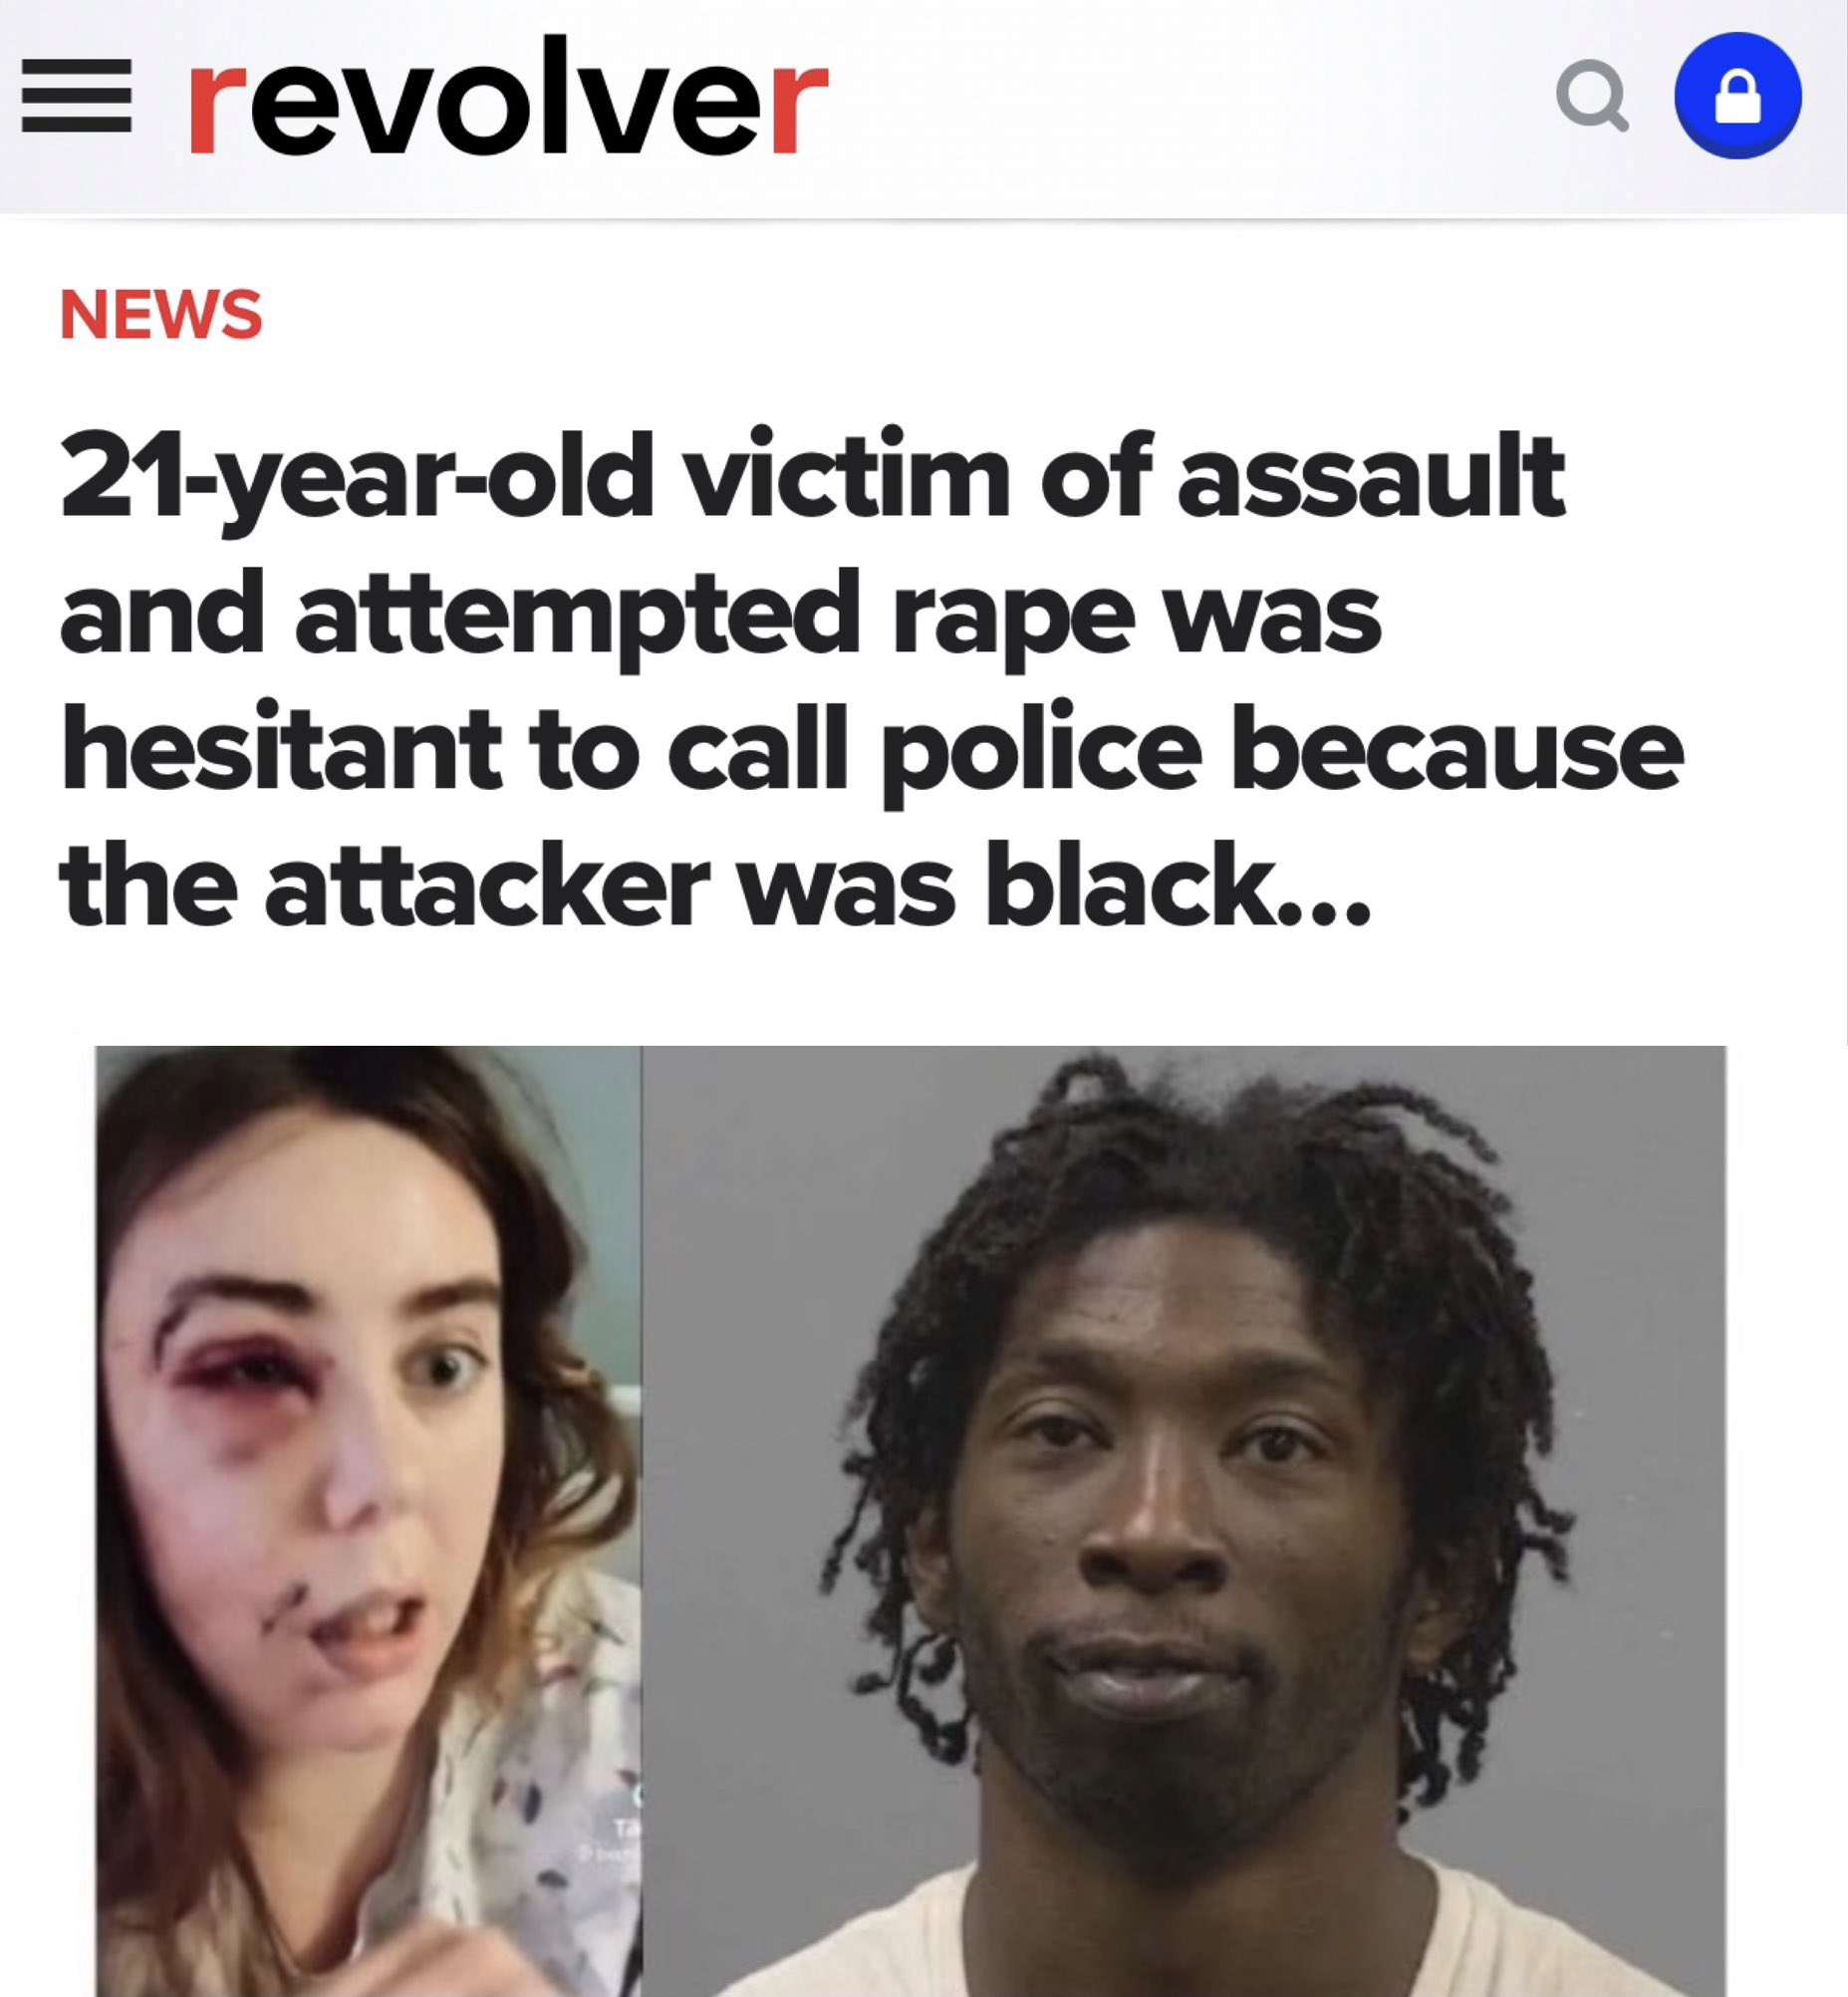 revolver
NEWS
21-year-old victim of assault
and attempted rape was
hesitant to call police because
the attacker was black...